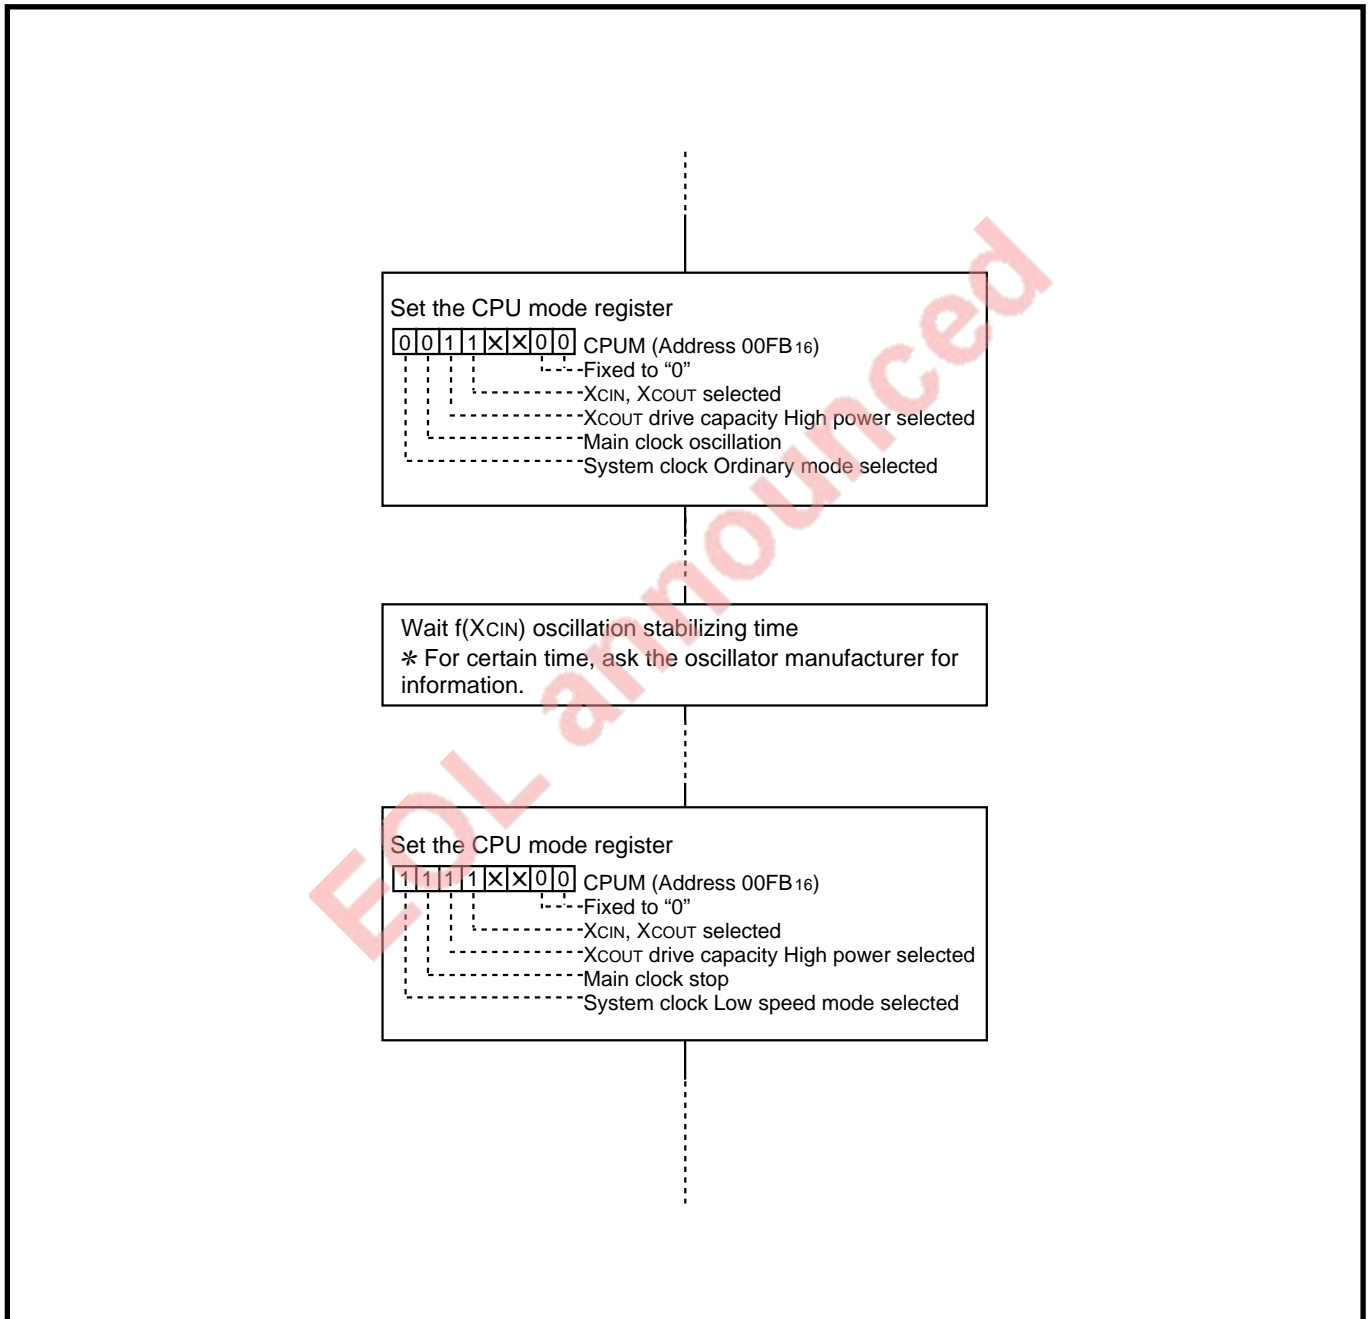 Set the CPU mode register
0 0 1 1 X X 0 0 CPUM (Address 00FB16)
Fixed to “0”
XCIN, XCOUT selected
XCOUT drive capacity High power selected
Main clock oscillation
System clock Ordinary mode selected
Wait f(XCIN) oscillation stabilizing time
* For certain time, ask the oscillator manufacturer for
information.
Set the CPU mode register
1 1 1 1 X X 0 0 CPUM (Address 00FB16)
Fixed to “0”
XCIN, XCOUT selected
XCOUT drive capacity High power selected
Main clock stop
System clock Low speed mode selected
EOL announced